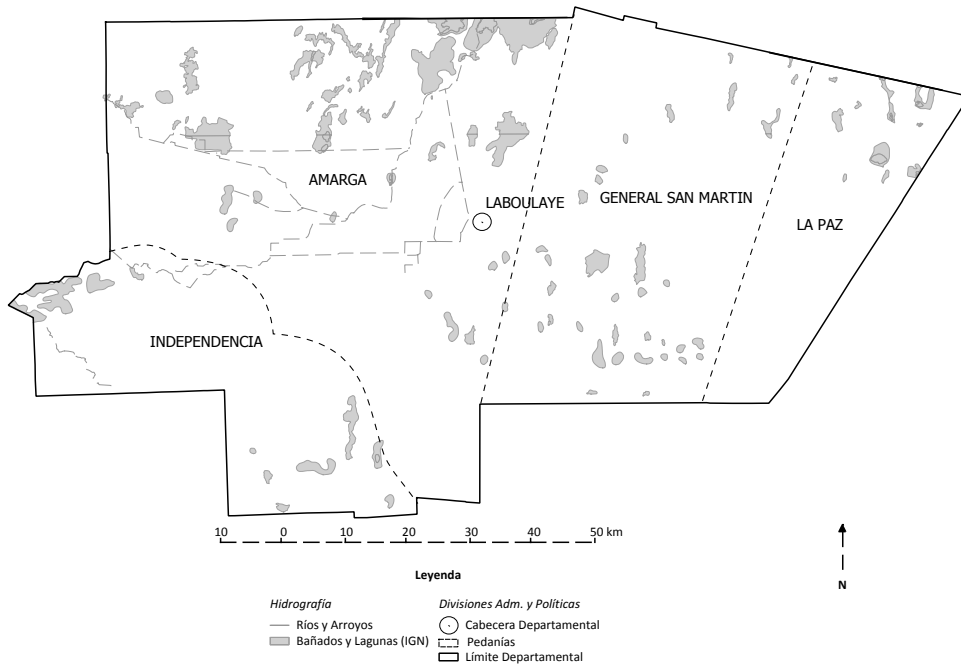 AMARGA
LABOULAYE
GENERAL SAN MARTIN
LA PAZ
INDEPENDENCIA
10 0 10 20 30 40 50 km
Leyenda
N
Hidrografía
Ríos y Arroyos
Bañados y Lagunas (IGN)
Divisiones Adm. y Políticas
Cabecera Departamental
Pedanías
Límite Departamental